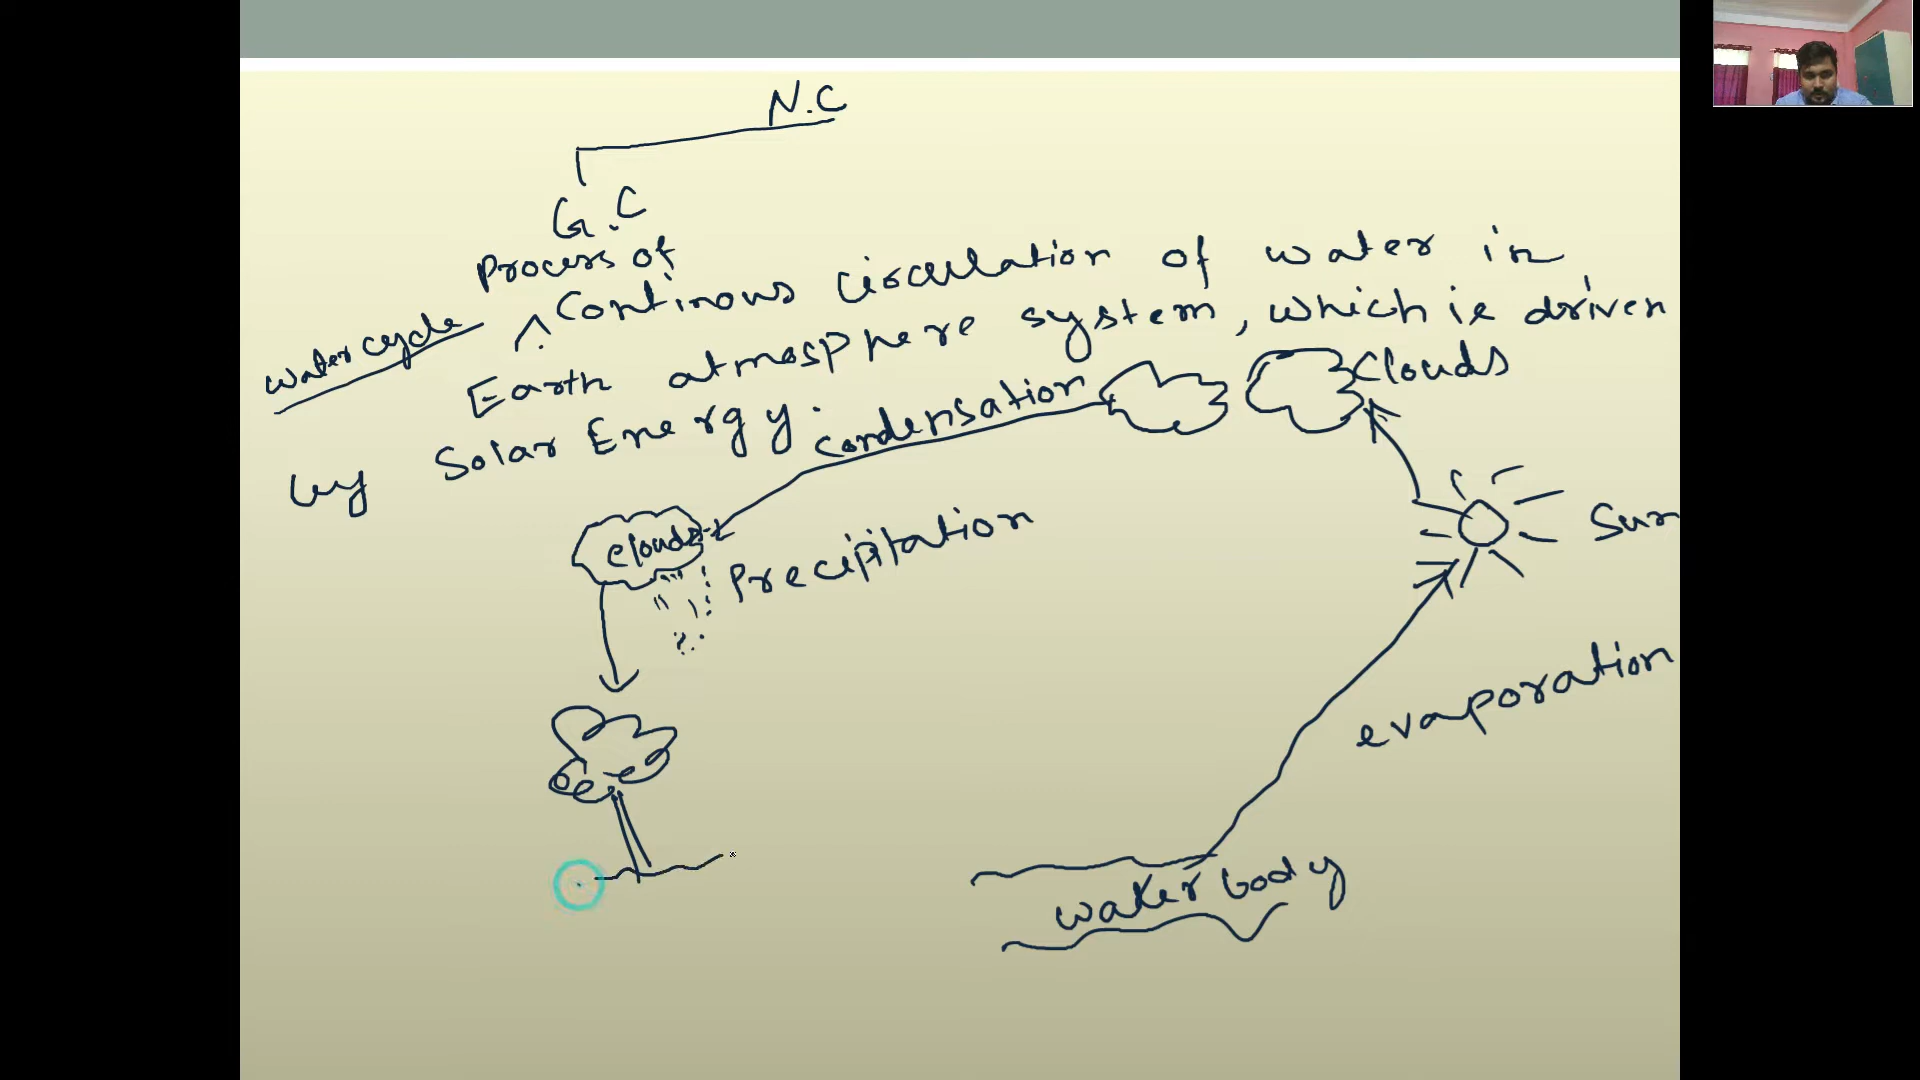 N.C
G.C
Process of
water cycle ^ Continous circulation of water in
Earth atmosphere system, which is driven
by Solar Energy.
condensation
Clouds
clouds
Precipitation
Sun
evaporation
water body